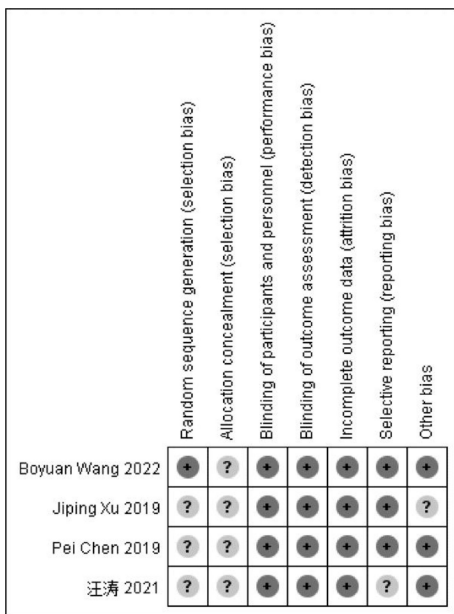 Random sequence generation (selection bias)
Allocation concealment (selection bias)
Blinding of participants and personnel (performance bias)
Blinding of outcome assessment (detection bias)
Incomplete outcome data (attrition bias)
Selective reporting (reporting bias)
Other bias
Boyuan Wang 2022 + ? + + + + +
Jiping Xu 2019 ? ? + + + + ?
Pei Chen 2019 ? ? + + + + +
汪涛 2021 ? ? + + + ? +